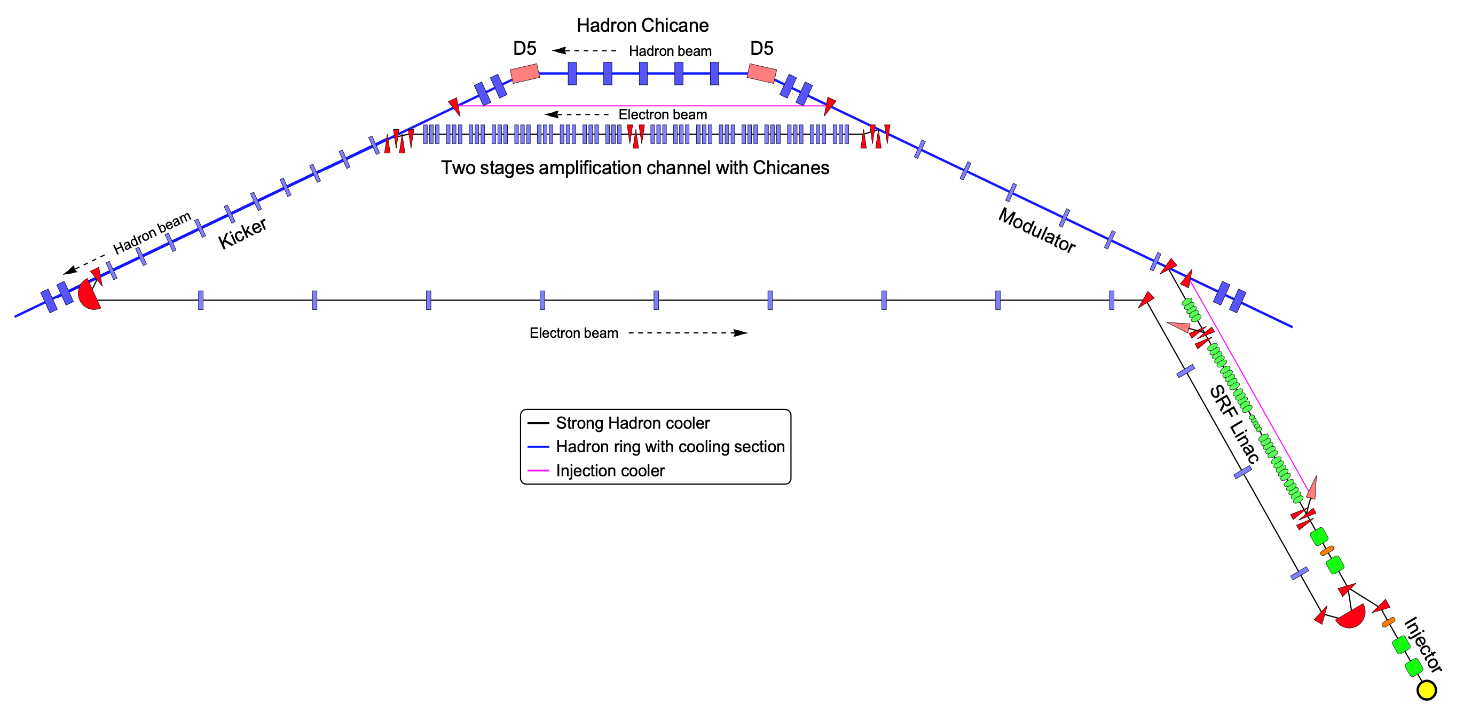 Hadron Chicane
D5
D5
Hadron beam
Electron beam
Two stages amplification channel with Chicanes
Hadron beam
Kicker
Modulator
Electron beam
SRF Linac
Strong Hadron cooler
Hadron ring with cooling section
Injection cooler
Injector